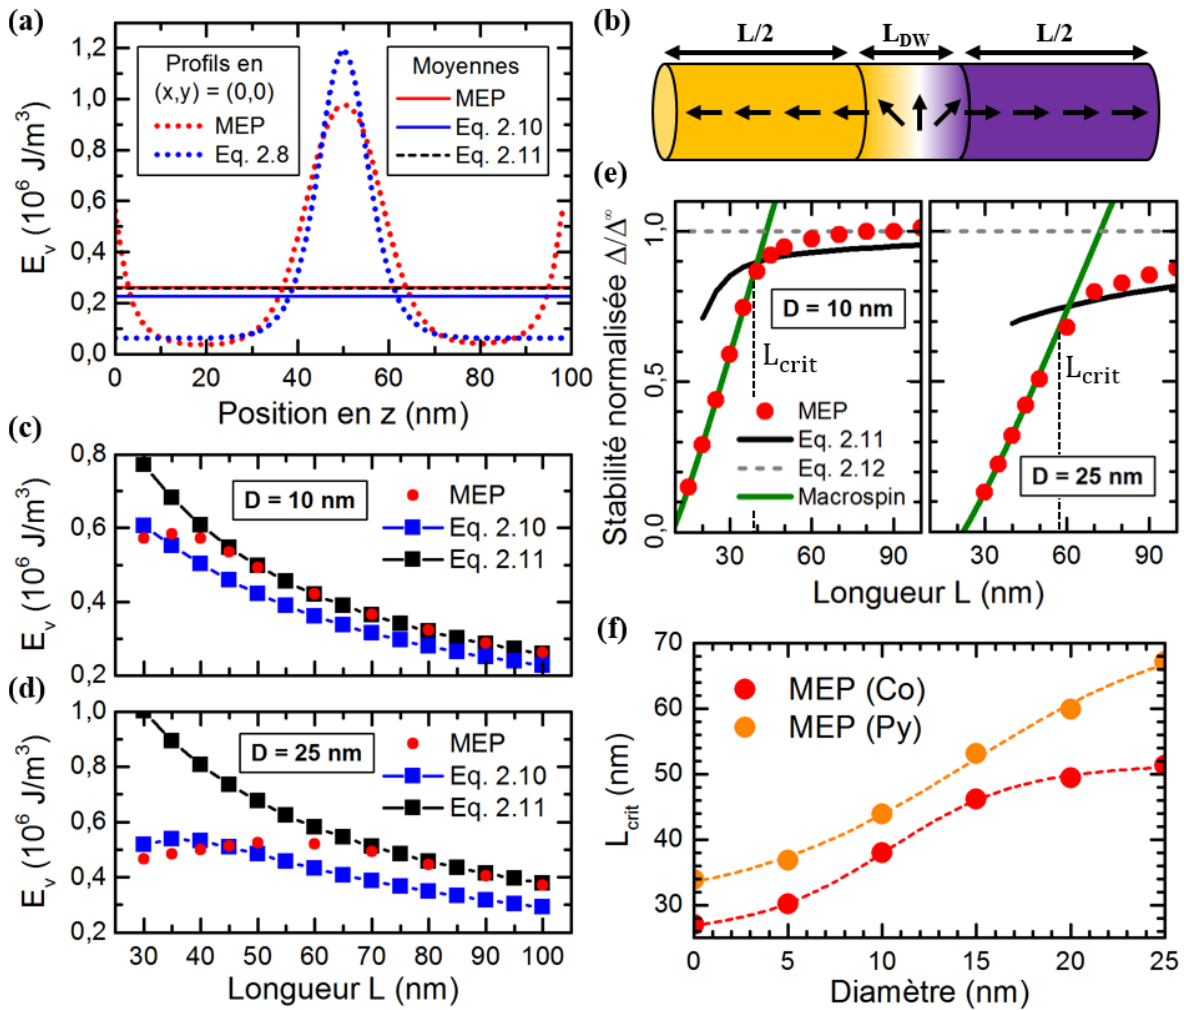 (a)
1,2
1,0
0,8
0,6
0,4
0,2
0,0
E_v (10^6 J/m^3)
Profils en
(x,y) = (0,0)
MEP
Eq. 2.8
Moyennes
MEP
Eq. 2.10
Eq. 2.11
0 20 40 60 80 100
Position en z (nm)
(b)
L/2 L_DW L/2
(c)
0,8
0,6
0,4
0,2
E_v (10^6 J/m^3)
D = 10 nm
MEP
Eq. 2.10
Eq. 2.11
(d)
1,0
0,8
0,6
0,4
0,2
E_v (10^6 J/m^3)
D = 25 nm
MEP
Eq. 2.10
Eq. 2.11
30 40 50 60 70 80 90 100
Longueur L (nm)
(e)
Stabilité normalisée Δ/Δ^∞
1,0
0,5
0,0
D = 10 nm
L_crit
MEP
Eq. 2.11
Eq. 2.12
Macrospin
L_crit
D = 25 nm
30 60 90 30 60 90
Longueur L (nm)
(f)
70
60
50
40
30
L_crit (nm)
MEP (Co)
MEP (Py)
0 5 10 15 20 25
Diamètre (nm)